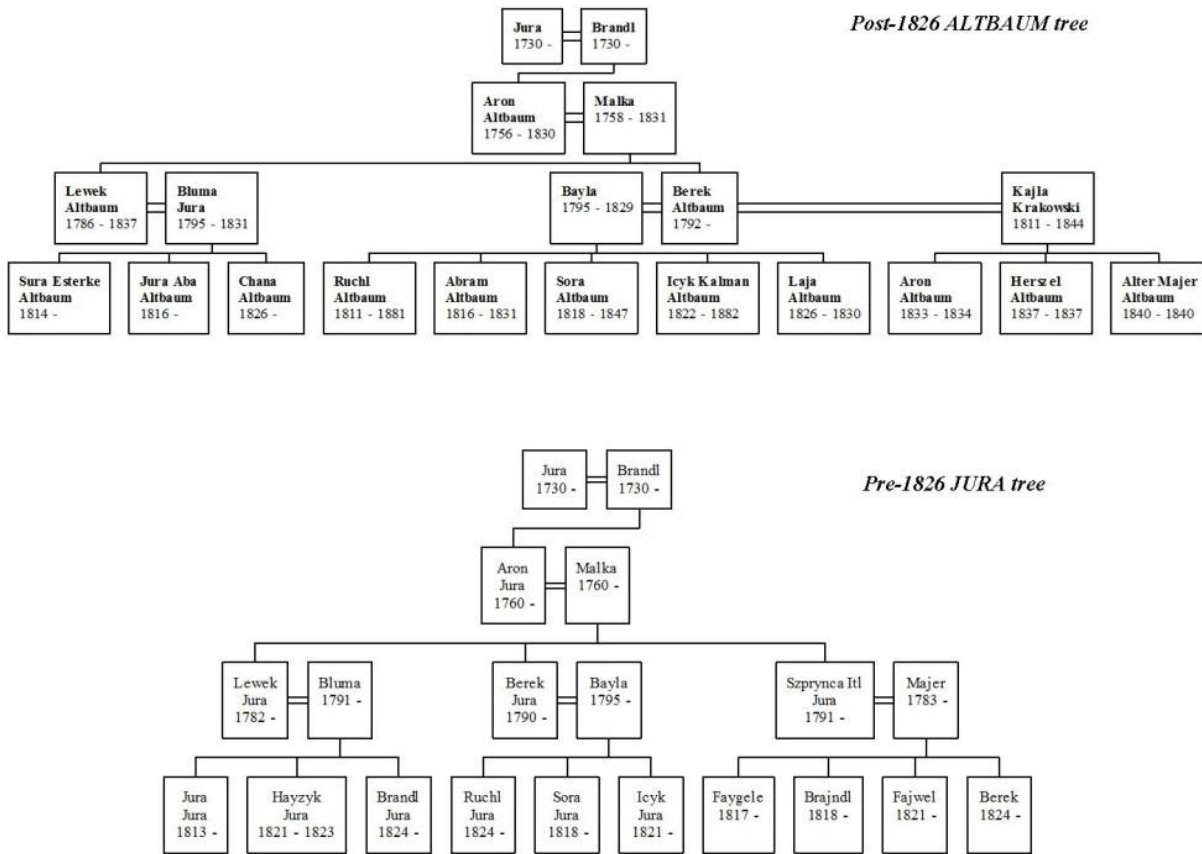 Post-1826 ALTBAUM tree
Jura
1730 -
Brandl
1730 -
Aron
Altbaum
1756 - 1830
Malka
1758 - 1831
Lewek
Altbaum
1786 - 1837
Bluma
Jura
1795 - 1831
Bayla
1795 - 1829
Berek
Altbaum
1792 -
Kajla
Krakowski
1811 - 1844
Sura Esterke
Altbaum
1814 -
Jura Aba
Altbaum
1816 -
Chana
Altbaum
1826 -
Ruchl
Altbaum
1811 - 1881
Abram
Altbaum
1816 - 1831
Sora
Altbaum
1818 - 1847
Icyk Kalman
Altbaum
1822 - 1882
Laja
Altbaum
1826 - 1830
Aron
Altbaum
1833 - 1834
Herszel
Altbaum
1837 - 1837
Alter Majer
Altbaum
1840 - 1840
Pre-1826 JURA tree
Jura
1730 -
Brandl
1730 -
Aron
Jura
1760 -
Malka
1760 -
Lewek
Jura
1782 -
Bluma
1791 -
Berek
Jura
1790 -
Bayla
1795 -
Szprynca Itl
Jura
1791 -
Majer
1783 -
Jura
Jura
1813 -
Hayzyk
Jura
1821 - 1823
Brandl
Jura
1824 -
Ruchl
Jura
1824 -
Sora
Jura
1818 -
Icyk
Jura
1821 -
Faygele
1817 -
Brajndl
1818 -
Fajwel
1821 -
Berek
1824 -